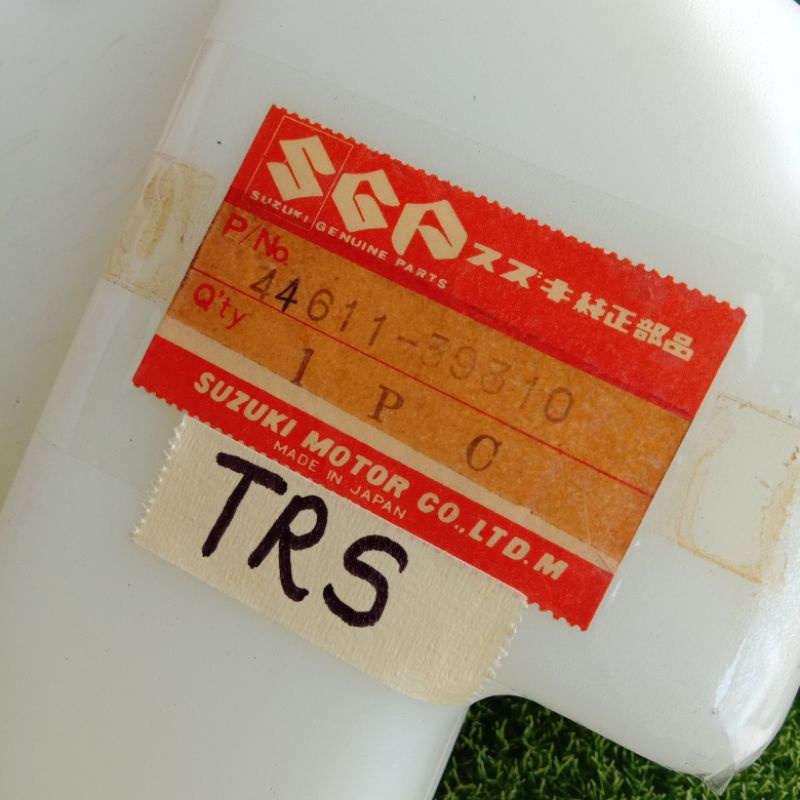 SGP スズキ純正部品
SUZUKI GENUINE PARTS
P/No. 44611-39310
Q'ty 1 PC
SUZUKI MOTOR CO.,LTD.M
MADE IN JAPAN
TRS